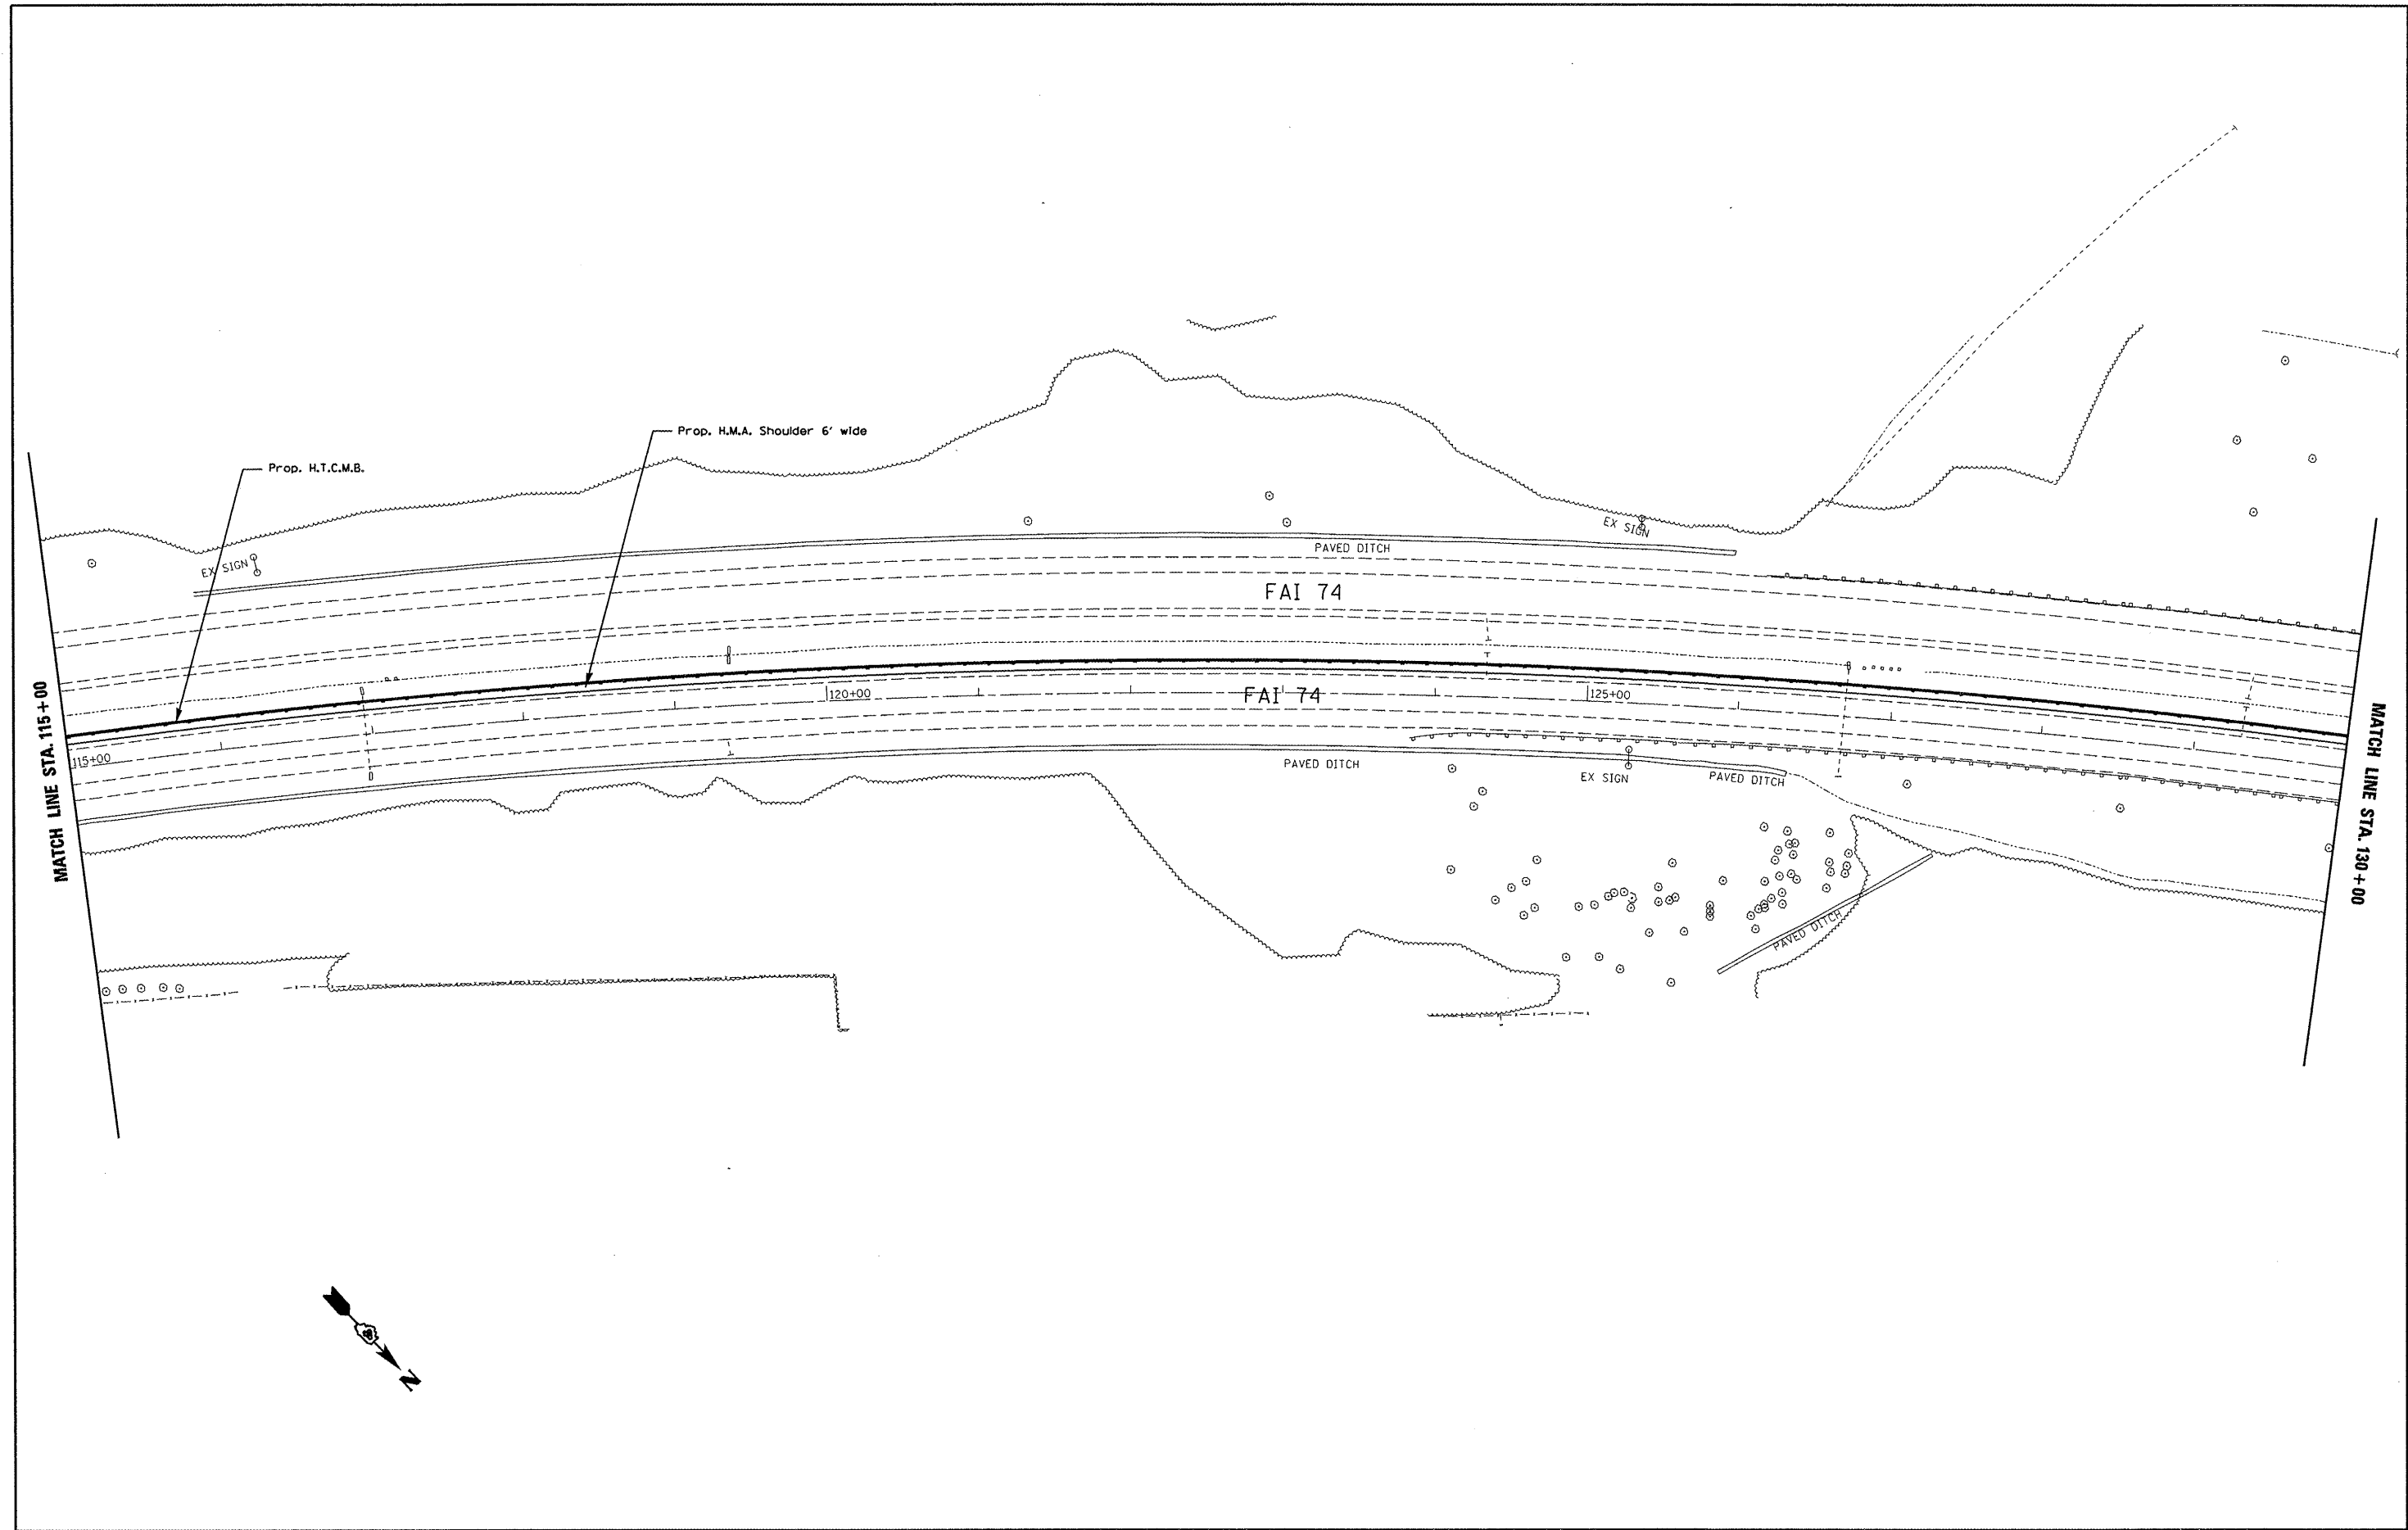 Prop. H.M.A. Shoulder 6' wide
Prop. H.T.C.M.B.
EX SIGN
EX SIGN
PAVED DITCH
FAI 74
MATCH LINE STA. 115+00
115+00
120+00
FAI 74
125+00
MATCH LINE STA. 130+00
PAVED DITCH
EX SIGN
PAVED DITCH
PAVED DITCH
N